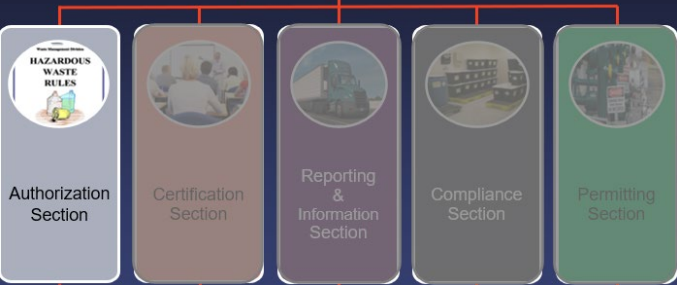 Waste Management Division
HAZARDOUS
WASTE
RULES
Authorization
Section
Certification
Section
Reporting
&
Information
Section
Compliance
Section
Permitting
Section